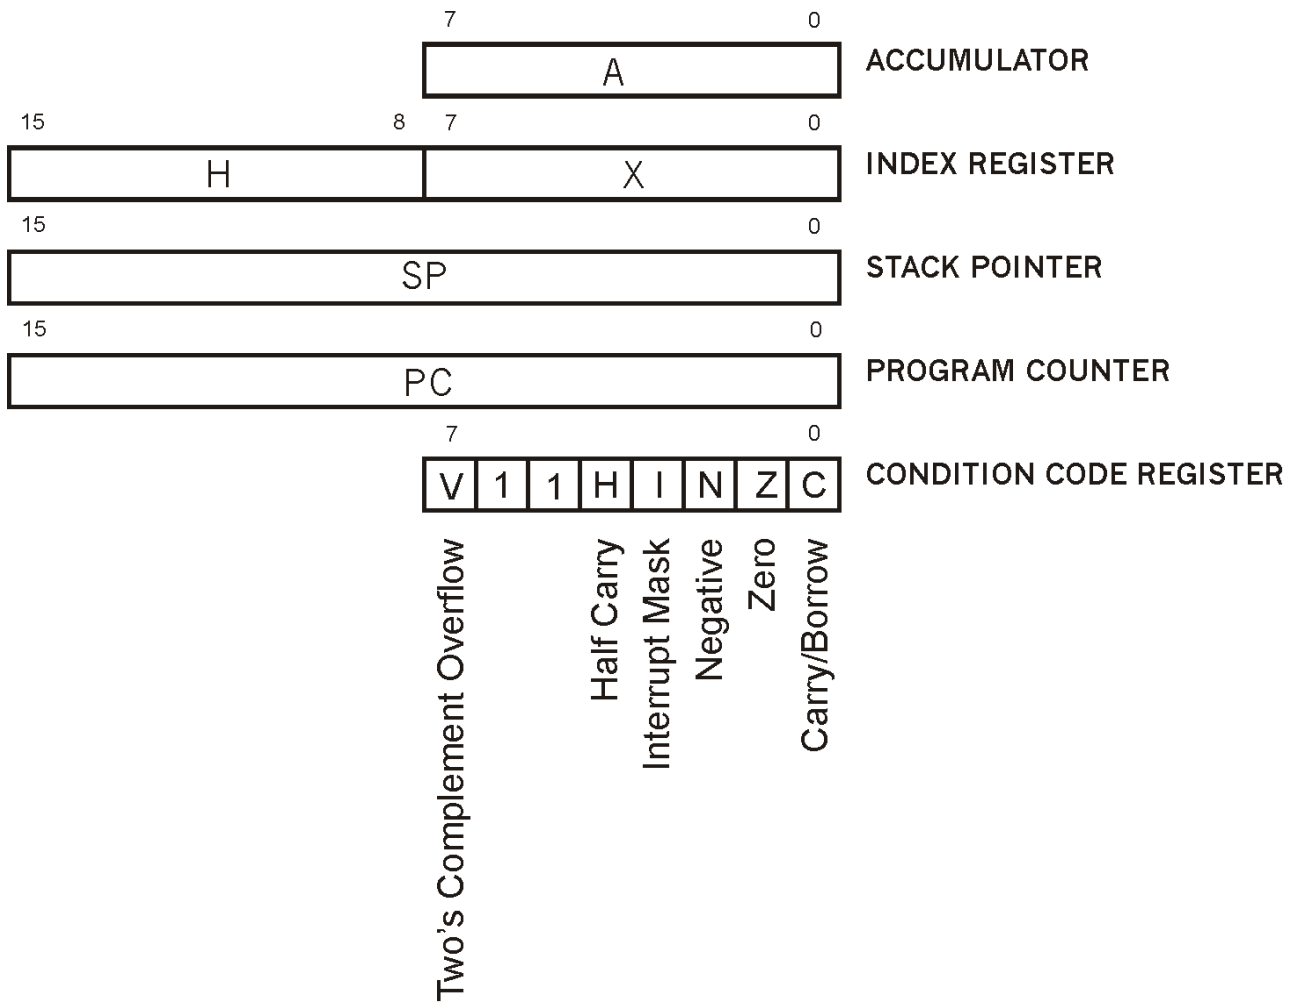 7 0
A ACCUMULATOR
15 8 7 0
H X INDEX REGISTER
15 0
SP STACK POINTER
15 0
PC PROGRAM COUNTER
7 0
V 1 1 H I N Z C CONDITION CODE REGISTER
Two's Complement Overflow
Half Carry
Interrupt Mask
Negative
Zero
Carry/Borrow